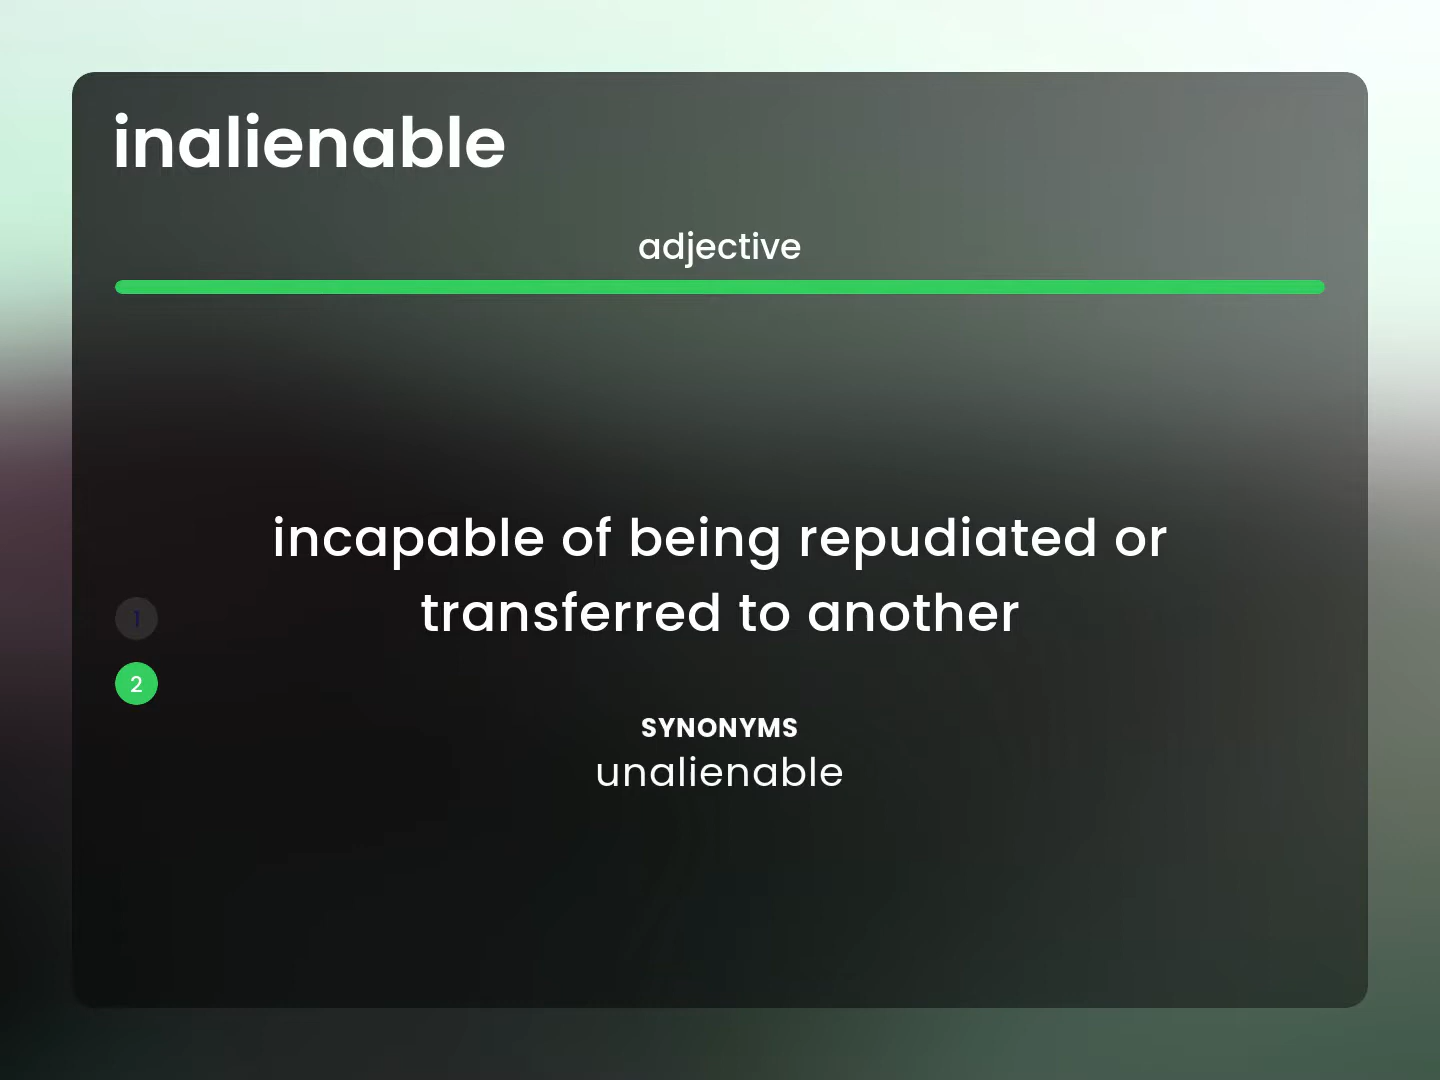 inalienable
adjective
incapable of being repudiated or
transferred to another
1
2
SYNONYMS
unalienable